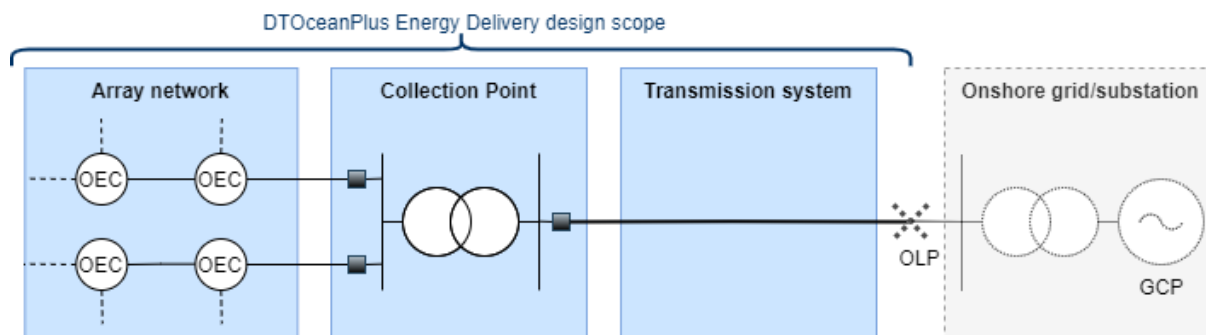 DTOceanPlus Energy Delivery design scope
Array network
Collection Point
Transmission system
Onshore grid/substation
OEC
OEC
OEC
OEC
OLP
GCP